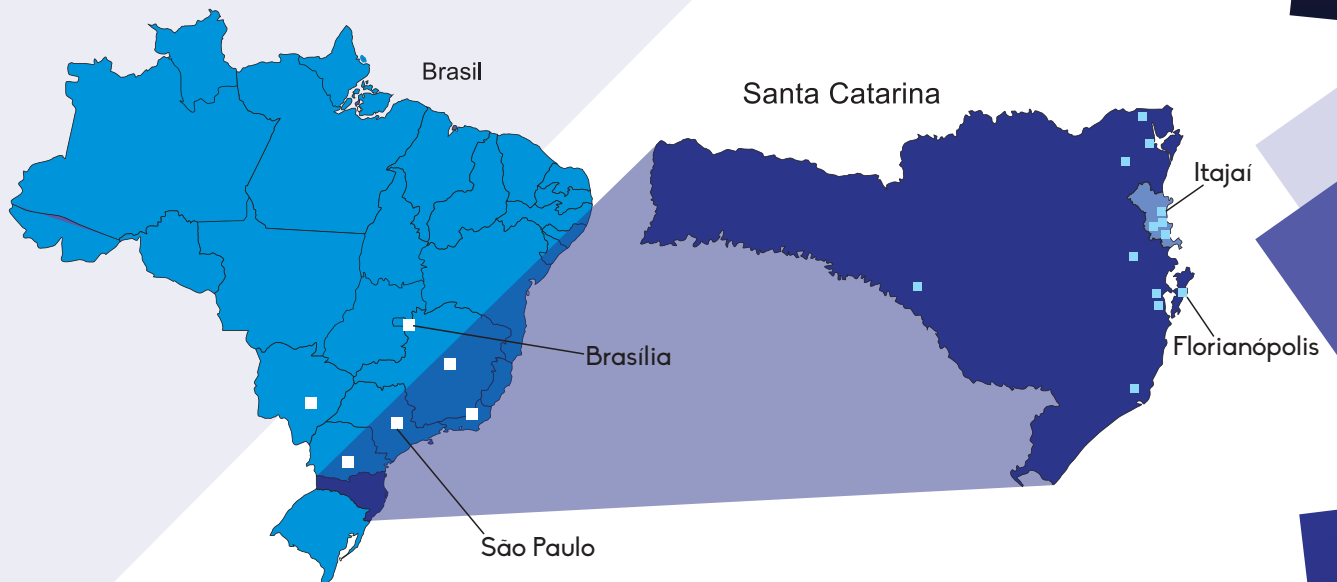 Brasil
Santa Catarina
Itajaí
Florianópolis
Brasília
São Paulo